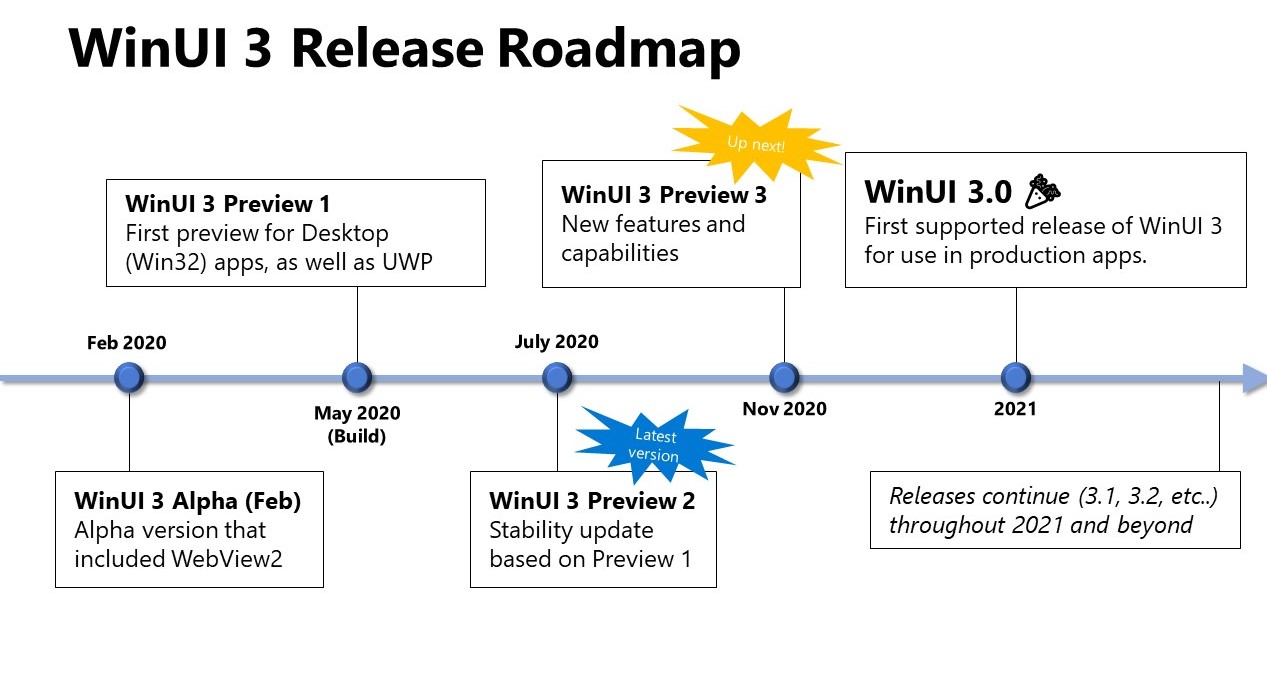 WinUI 3 Release Roadmap
Up next!
WinUI 3 Preview 1
First preview for Desktop
(Win32) apps, as well as UWP
WinUI 3 Preview 3
New features and
capabilities
WinUI 3.0
First supported release of WinUI 3
for use in production apps.
Feb 2020
July 2020
May 2020
(Build)
Nov 2020
2021
Latest
version
WinUI 3 Alpha (Feb)
Alpha version that
included WebView2
WinUI 3 Preview 2
Stability update
based on Preview 1
Releases continue (3.1, 3.2, etc..)
throughout 2021 and beyond